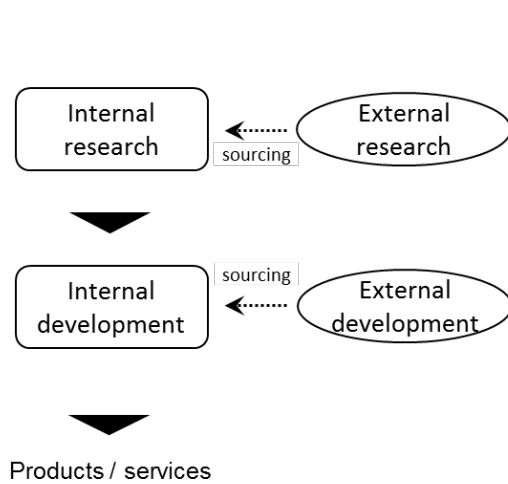 Internal
research
sourcing
External
research
Internal
development
sourcing
External
development
Products / services